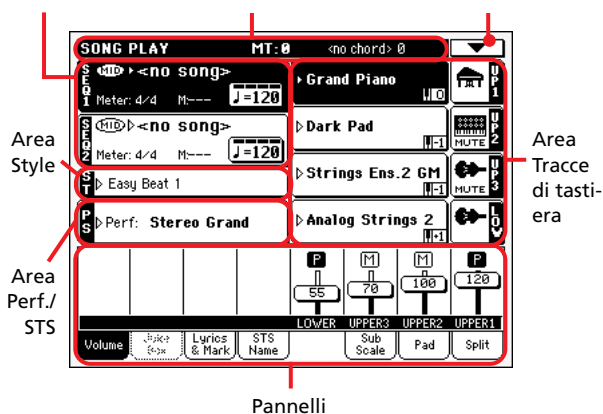 SONG PLAY MT:0 <no chord> 0
SEQ1 MID <no song>
Meter: 4/4 M:--- ♩=120
Grand Piano 0 UP1
SEQ2 MID <no song>
Meter: 4/4 M:--- ♩=120
Dark Pad -1 MUTE UP2
Area
Style
ST Easy Beat 1
Strings Ens.2 GM -1 MUTE UP3
Area
Tracce
di tasti-
era
PS Perf: Stereo Grand
Analog Strings 2 +1 LOW
Area
Perf./
STS
P M M P
55 70 100 120
LOWER UPPER3 UPPER2 UPPER1
Volume Lyrics & Mark STS Name Sub Scale Pad Split
Pannelli